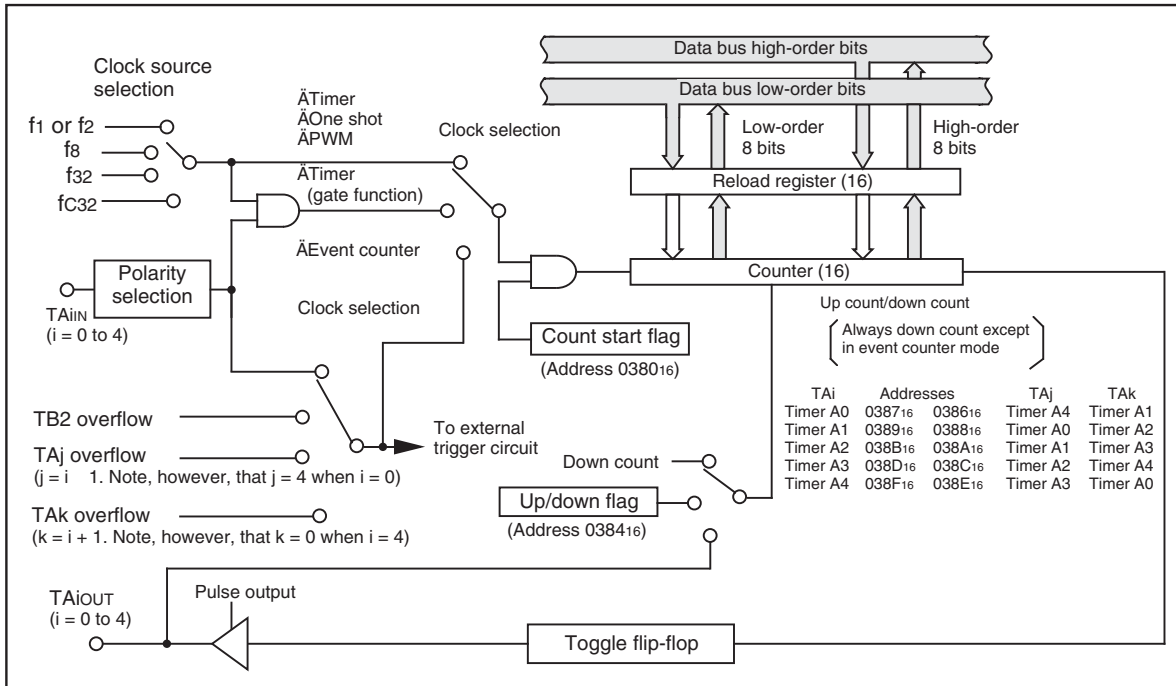 Data bus high-order bits
Data bus low-order bits
Clock source
selection
f1 or f2
f8
f32
fC32
ÄTimer
ÄOne shot
ÄPWM
Clock selection
ÄTimer
(gate function)
ÄEvent counter
Clock selection
Low-order
8 bits
High-order
8 bits
Reload register (16)
Counter (16)
Polarity
selection
TAiIN
(i = 0 to 4)
Up count/down count
Always down count except
in event counter mode
Count start flag
(Address 038016)
TB2 overflow
To external
trigger circuit
TAj overflow
(j = i 1. Note, however, that j = 4 when i = 0)
TAk overflow
(k = i + 1. Note, however, that k = 0 when i = 4)
Down count
Up/down flag
(Address 038416)
TAi Addresses TAj TAk
Timer A0 038716 038616 Timer A4 Timer A1
Timer A1 038916 038816 Timer A0 Timer A2
Timer A2 038B16 038A16 Timer A1 Timer A3
Timer A3 038D16 038C16 Timer A2 Timer A4
Timer A4 038F16 038E16 Timer A3 Timer A0
TAiOUT
(i = 0 to 4)
Pulse output
Toggle flip-flop